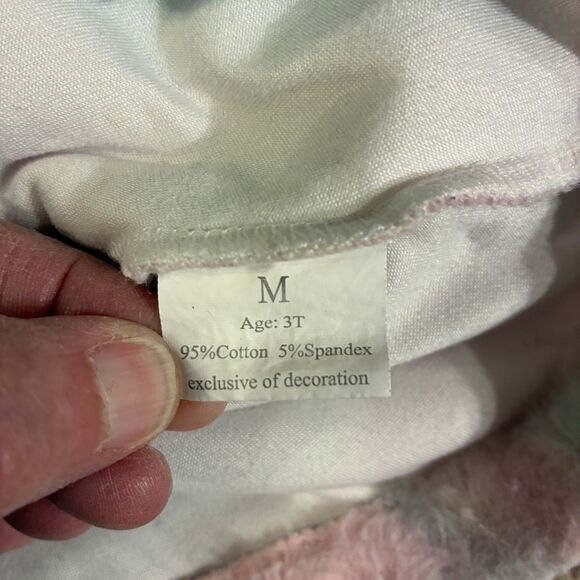 M
Age: 3T
95%Cotton 5%Spandex
exclusive of decoration